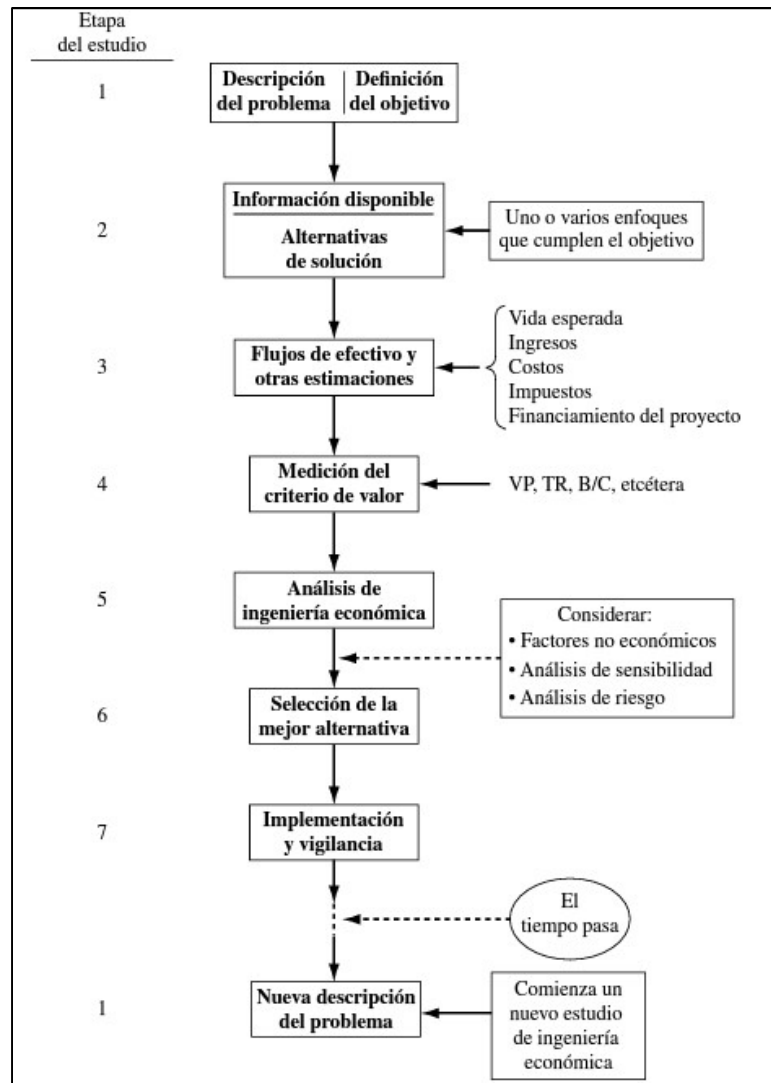 Etapa
del estudio
1
Descripción
del problema
Definición
del objetivo
2
Información disponible
Alternativas
de solución
Uno o varios enfoques
que cumplen el objetivo
3
Flujos de efectivo y
otras estimaciones
Vida esperada
Ingresos
Costos
Impuestos
Financiamiento del proyecto
4
Medición del
criterio de valor
VP, TR, B/C, etcétera
5
Análisis de
ingeniería económica
Considerar:
• Factores no económicos
• Análisis de sensibilidad
• Análisis de riesgo
6
Selección de la
mejor alternativa
7
Implementación
y vigilancia
El
tiempo pasa
1
Nueva descripción
del problema
Comienza un
nuevo estudio
de ingeniería
económica